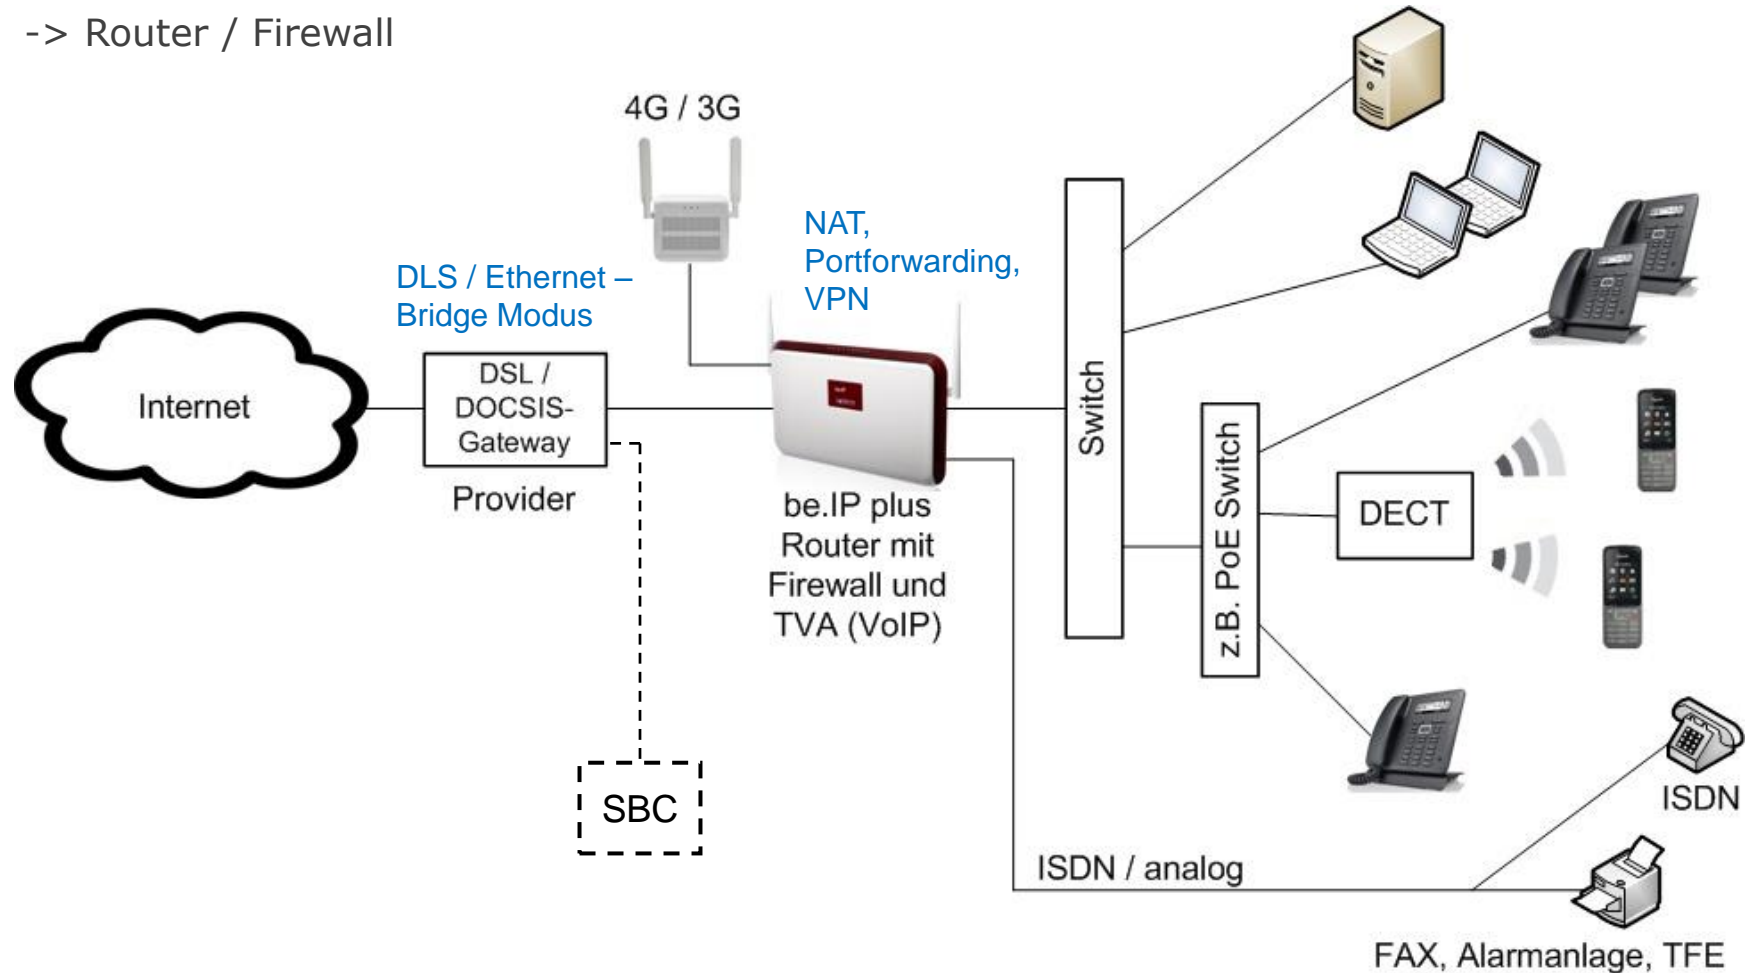 -> Router / Firewall
4G / 3G
NAT,
Portforwarding,
VPN
DLS / Ethernet –
Bridge Modus
Internet
DSL /
DOCSIS-
Gateway
Provider
be.IP plus
Router mit
Firewall und
TVA (VoIP)
Switch
z.B. PoE Switch
DECT
SBC
ISDN
ISDN / analog
FAX, Alarmanlage, TFE